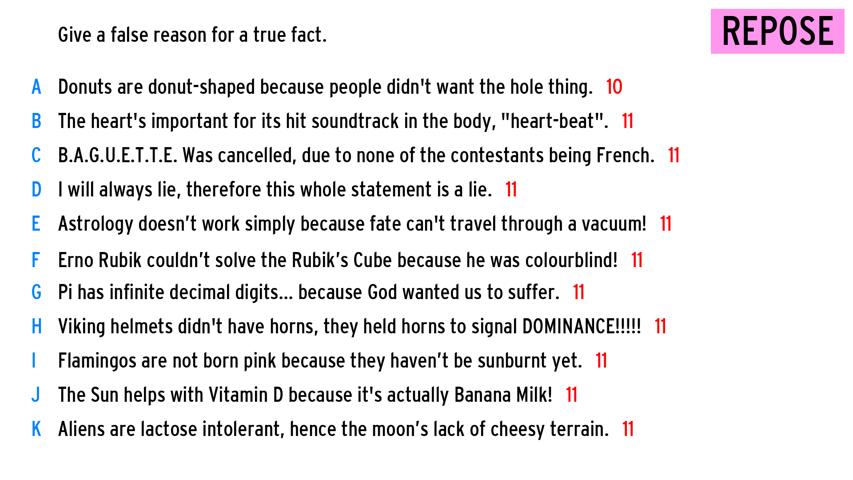 Give a false reason for a true fact.
REPOSE
A Donuts are donut-shaped because people didn't want the hole thing. 10
B The heart's important for its hit soundtrack in the body, "heart-beat". 11
C B.A.G.U.E.T.T.E. Was cancelled, due to none of the contestants being French. 11
D I will always lie, therefore this whole statement is a lie. 11
E Astrology doesn’t work simply because fate can't travel through a vacuum! 11
F Erno Rubik couldn’t solve the Rubik’s Cube because he was colourblind! 11
G Pi has infinite decimal digits... because God wanted us to suffer. 11
H Viking helmets didn't have horns, they held horns to signal DOMINANCE!!!!! 11
I Flamingos are not born pink because they haven’t be sunburnt yet. 11
J The Sun helps with Vitamin D because it's actually Banana Milk! 11
K Aliens are lactose intolerant, hence the moon’s lack of cheesy terrain. 11